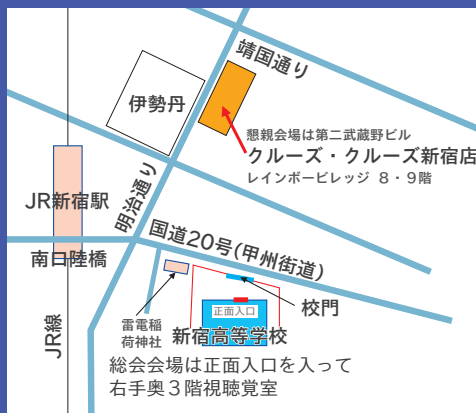 靖国通り
伊勢丹
懇親会場は第二武蔵野ビル
クルーズ・クルーズ新宿店
レインボービレッジ 8・9階
明治通り
JR新宿駅
国道20号(甲州街道)
南口陸橋
校門
雷電稲
荷神社
正面入口
新宿高等学校
JR線
総会会場は正面入口を入って
右手奥3階視聴覚室